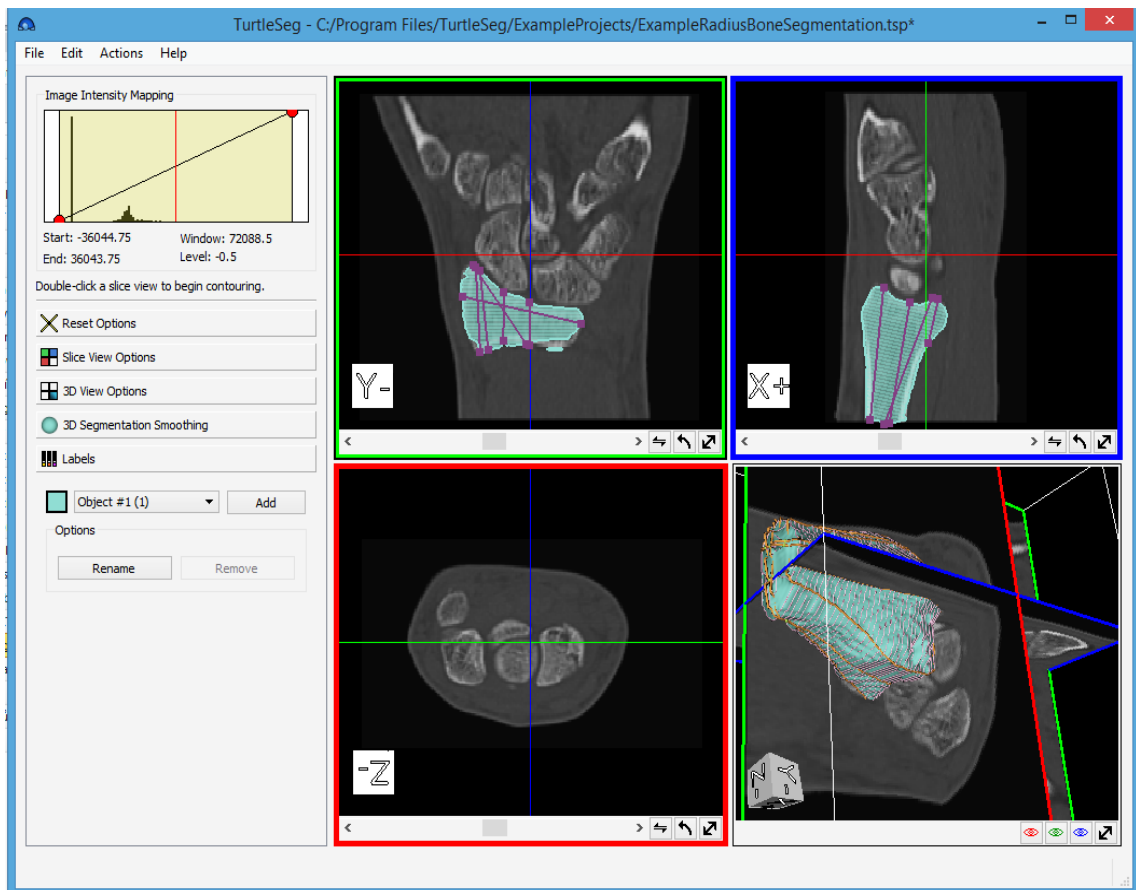 TurtleSeg - C:/Program Files/TurtleSeg/ExampleProjects/ExampleRadiusBoneSegmentation.tsp*
File Edit Actions Help
Image Intensity Mapping
Start: -36044.75 Window: 72088.5
End: 36043.75 Level: -0.5
Double-click a slice view to begin contouring.
Reset Options
Slice View Options
3D View Options
3D Segmentation Smoothing
Labels
Object #1 (1) Add
Options
Rename Remove
Y-
X+
-Z